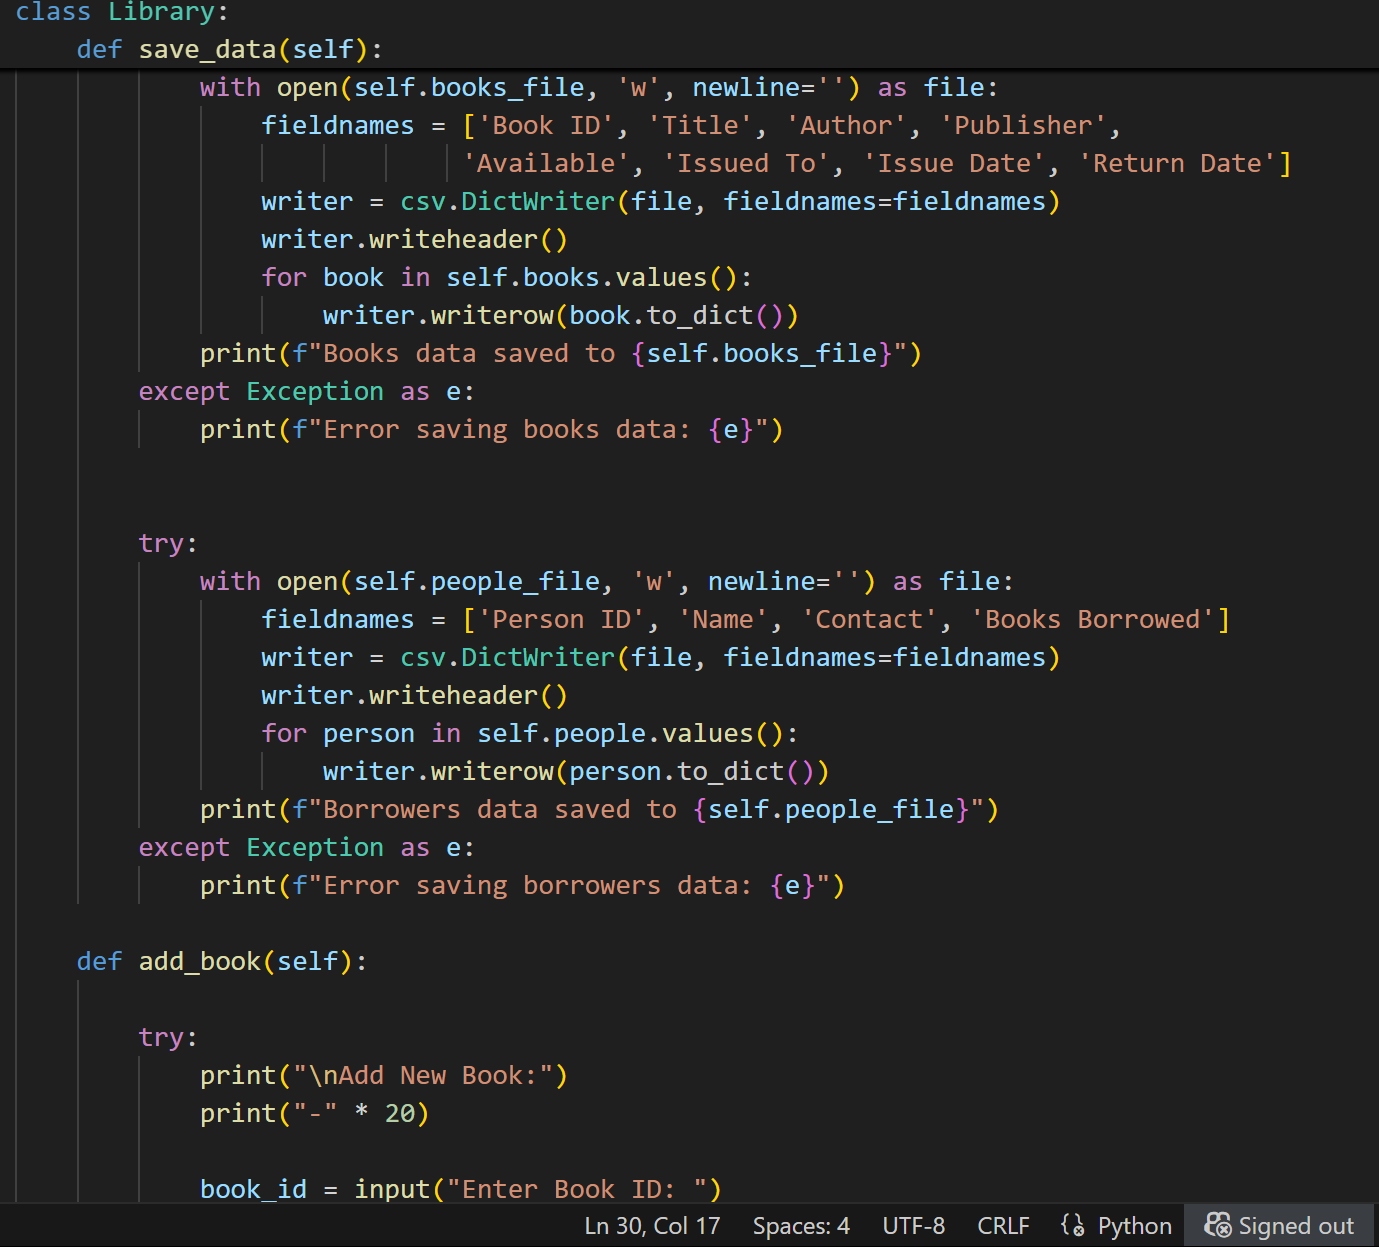 class Library:
    def save_data(self):
            with open(self.books_file, 'w', newline='') as file:
                fieldnames = ['Book ID', 'Title', 'Author', 'Publisher',
                             'Available', 'Issued To', 'Issue Date', 'Return Date']
                writer = csv.DictWriter(file, fieldnames=fieldnames)
                writer.writeheader()
                for book in self.books.values():
                    writer.writerow(book.to_dict())
            print(f"Books data saved to {self.books_file}")
        except Exception as e:
            print(f"Error saving books data: {e}")


        try:
            with open(self.people_file, 'w', newline='') as file:
                fieldnames = ['Person ID', 'Name', 'Contact', 'Books Borrowed']
                writer = csv.DictWriter(file, fieldnames=fieldnames)
                writer.writeheader()
                for person in self.people.values():
                    writer.writerow(person.to_dict())
            print(f"Borrowers data saved to {self.people_file}")
        except Exception as e:
            print(f"Error saving borrowers data: {e}")

    def add_book(self):

        try:
            print("\nAdd New Book:")
            print("-" * 20)

            book_id = input("Enter Book ID: ")
Ln 30, Col 17 Spaces: 4 UTF-8 CRLF Python Signed out